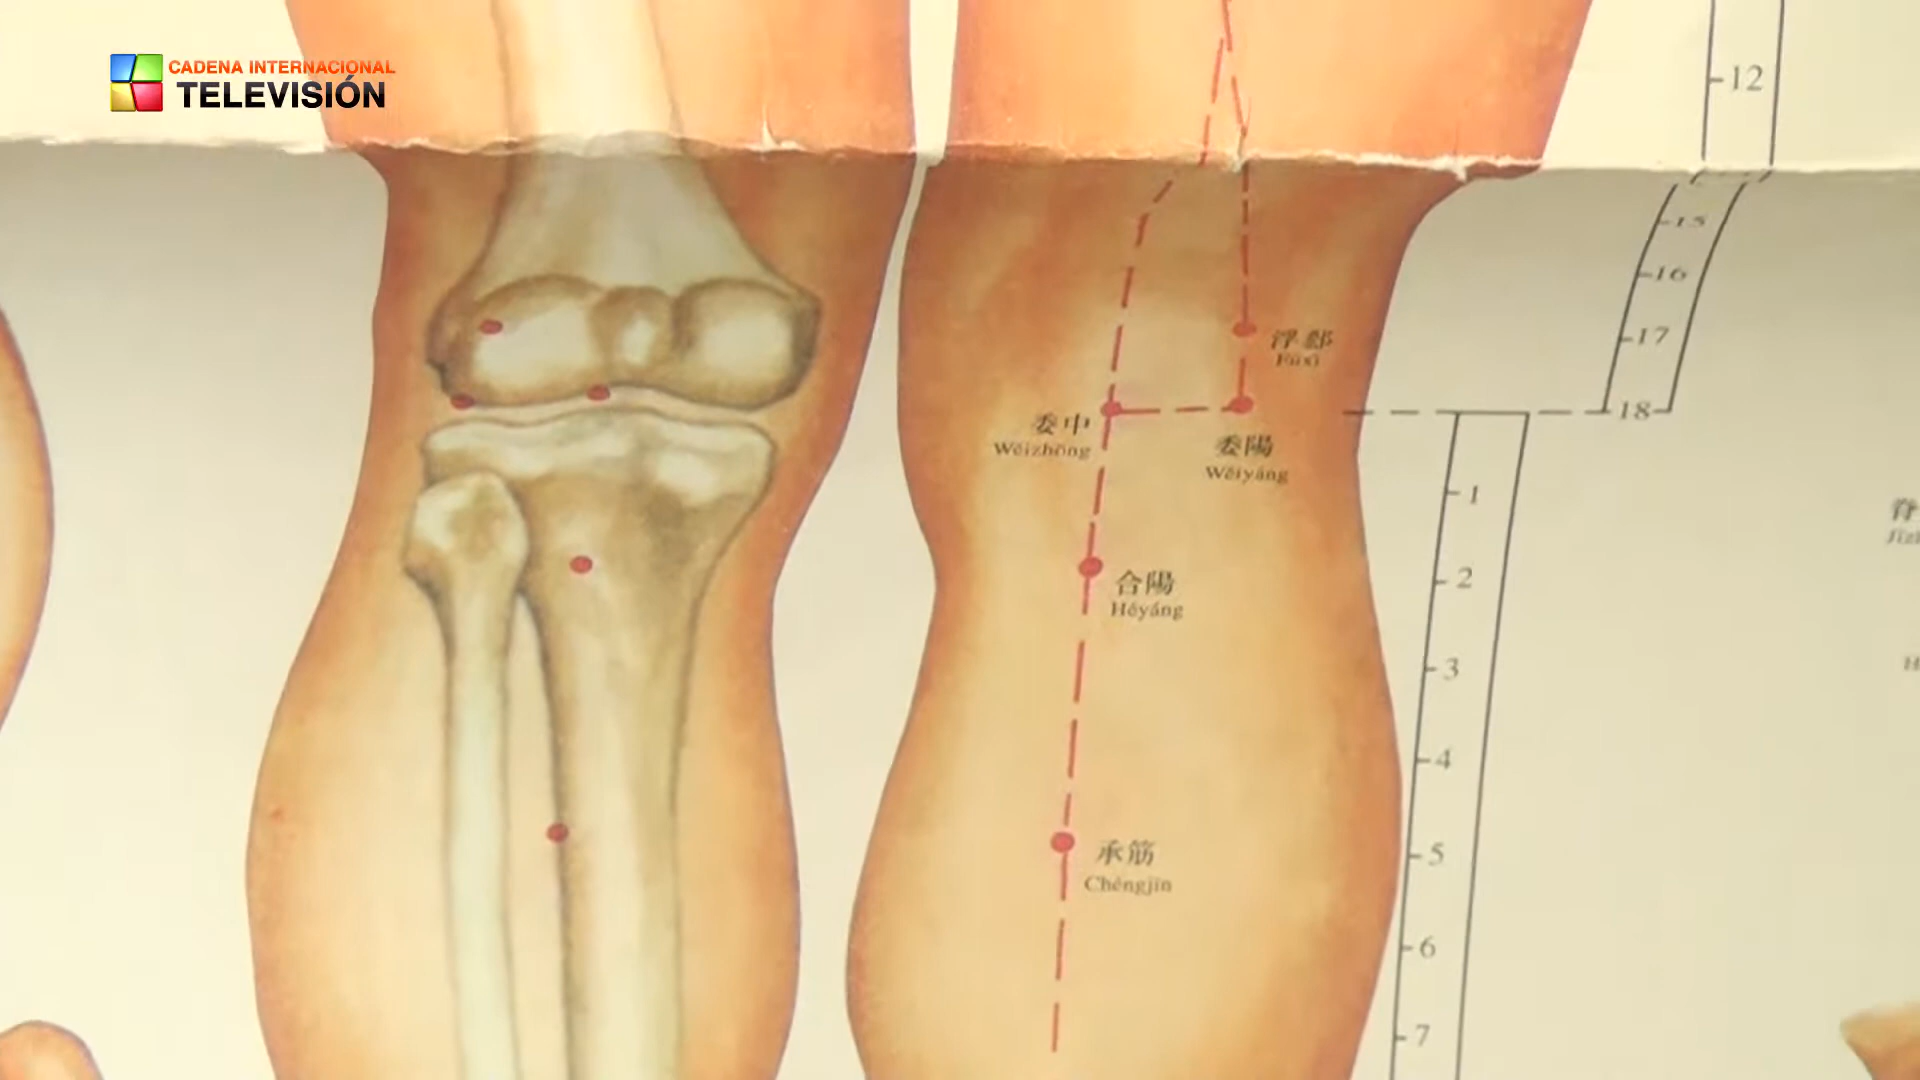 CADENA INTERNACIONAL
TELEVISIÓN
12
15
16
17
18
浮郄
Fúxì
委中
Wěizhōng
委陽
Wěiyáng
1
合陽
Héyáng
2
3
4
承筋
Chéngjīn
5
6
7